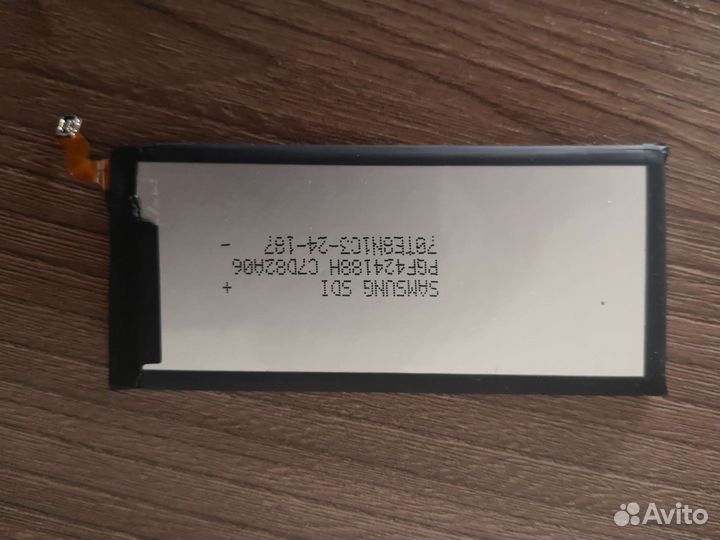 SAMSUNG SDI +
PGF424188H C7D82A06
70TE8N1C3-24-187 -
Avito